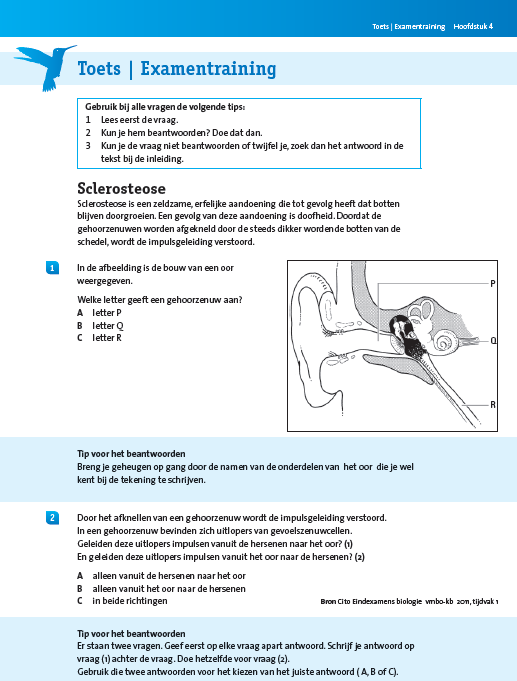 Toets | Examentraining Hoofdstuk 4
Toets | Examentraining
Gebruik bij alle vragen de volgende tips:
1 Lees eerst de vraag.
2 Kun je hem beantwoorden? Doe dat dan.
3 Kun je de vraag niet beantwoorden of twijfel je, zoek dan het antwoord in de
tekst bij de inleiding.
Sclerosteose
Sclerosteose is een zeldzame, erfelijke aandoening die tot gevolg heeft dat botten
blijven doorgroeien. Een gevolg van deze aandoening is doofheid. Doordat de
gehoorzenuwen worden afgekneld door de steeds dikker wordende botten van de
schedel, wordt de impulsgeleiding verstoord.
1 In de afbeelding is de bouw van een oor
weergegeven.
Welke letter geeft een gehoorzenuw aan?
A letter P
B letter Q
C letter R
P
Q
R
Tip voor het beantwoorden
Breng je geheugen op gang door de namen van de onderdelen van het oor die je wel
kent bij de tekening te schrijven.
2 Door het afknellen van een gehoorzenuw wordt de impulsgeleiding verstoord.
In een gehoorzenuw bevinden zich uitlopers van gevoelszenuwcellen.
Geleiden deze uitlopers impulsen vanuit de hersenen naar het oor? (1)
En geleiden deze uitlopers impulsen vanuit het oor naar de hersenen? (2)
A alleen vanuit de hersenen naar het oor
B alleen vanuit het oor naar de hersenen
C in beide richtingen
Bron Cito Eindexamens biologie vmbo-kb 2011, tijdvak 1
Tip voor het beantwoorden
Er staan twee vragen. Geef eerst op elke vraag apart antwoord. Schrijf je antwoord op
vraag (1) achter de vraag. Doe hetzelfde voor vraag (2).
Gebruik die twee antwoorden voor het kiezen van het juiste antwoord ( A, B of C).